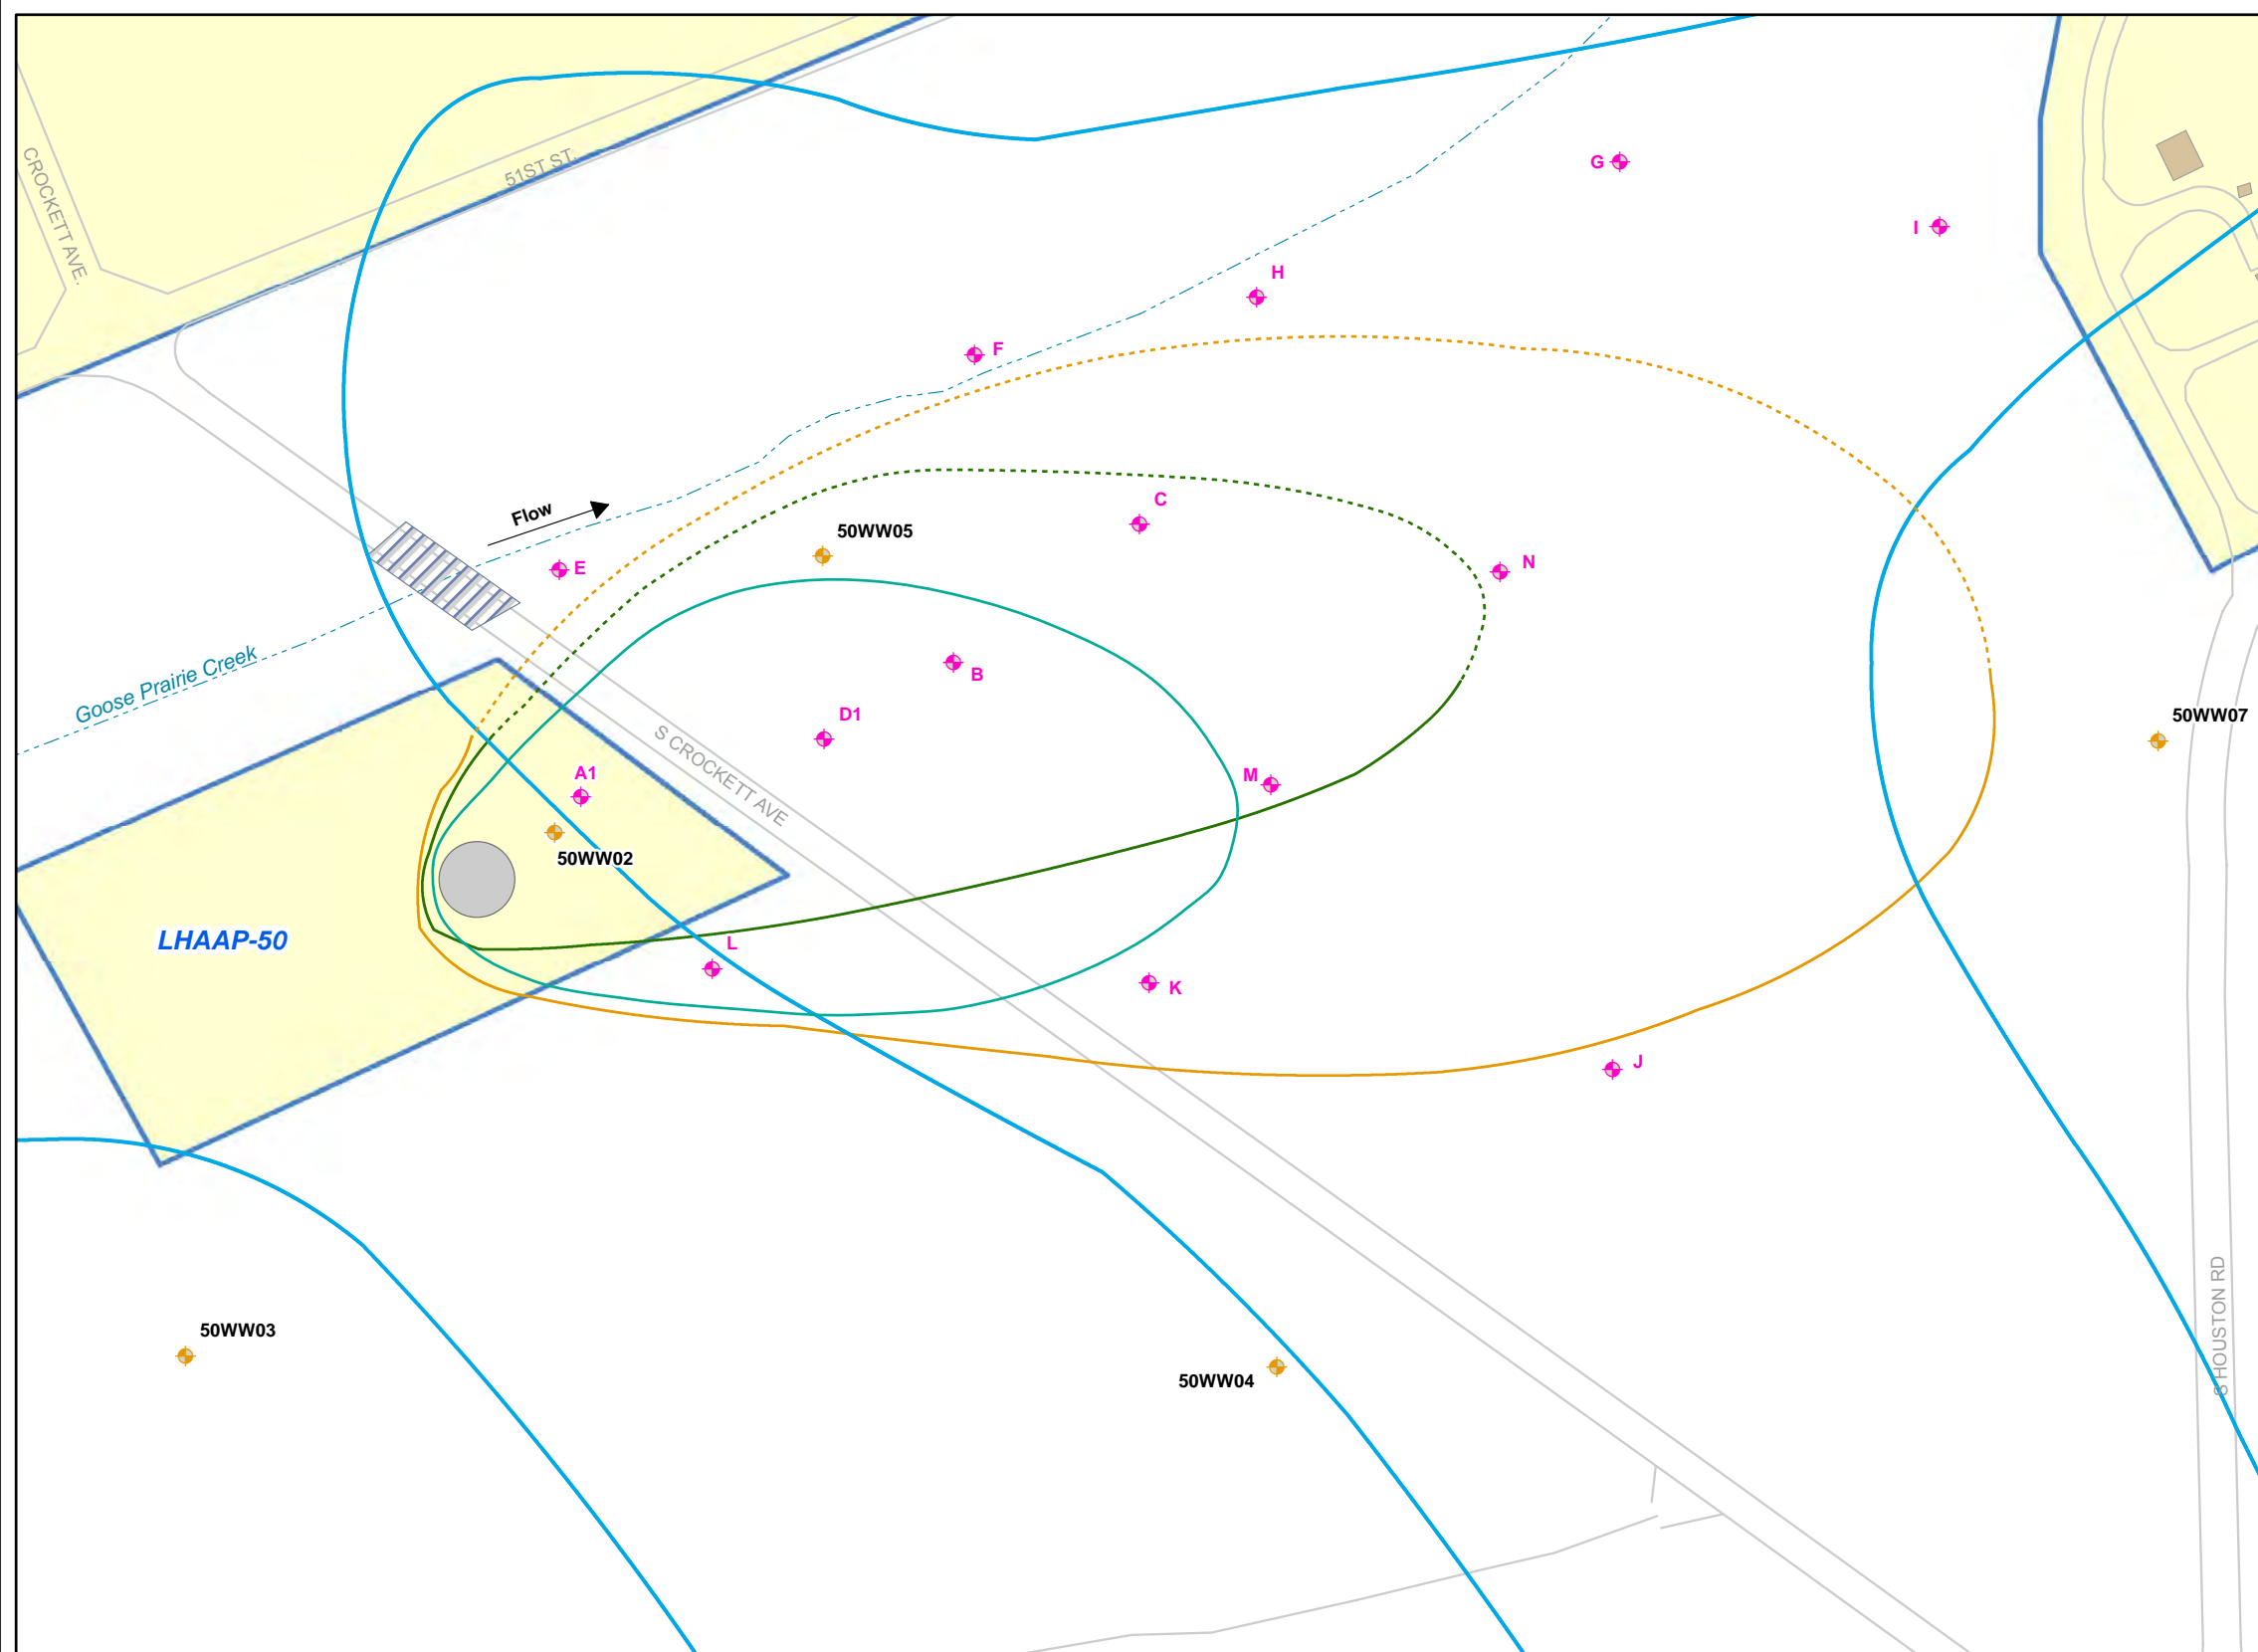 CROCKETT AVE.
51ST ST.
G
I
H
F
C
Flow
50WW05
N
E
B
Goose Prairie Creek
D1
50WW07
S CROCKETT AVE
A1
M
50WW02
LHAAP-50
L
K
J
S HOUSTON RD
50WW03
50WW04